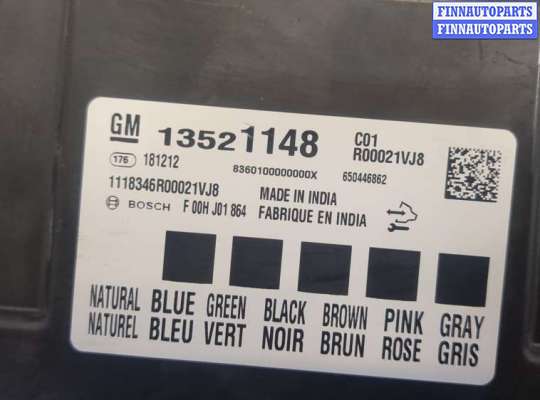 FINNAUTOPARTS
FINNAUTOPARTS
GM 13521148 C01
R00021VJ8
176 181212 8360100000000X 650446862
1118346R00021VJ8 MADE IN INDIA
BOSCH F 00H J01 864 FABRIQUE EN INDIA
NATURAL BLUE GREEN BLACK BROWN PINK GRAY
NATUREL BLEU VERT NOIR BRUN ROSE GRIS